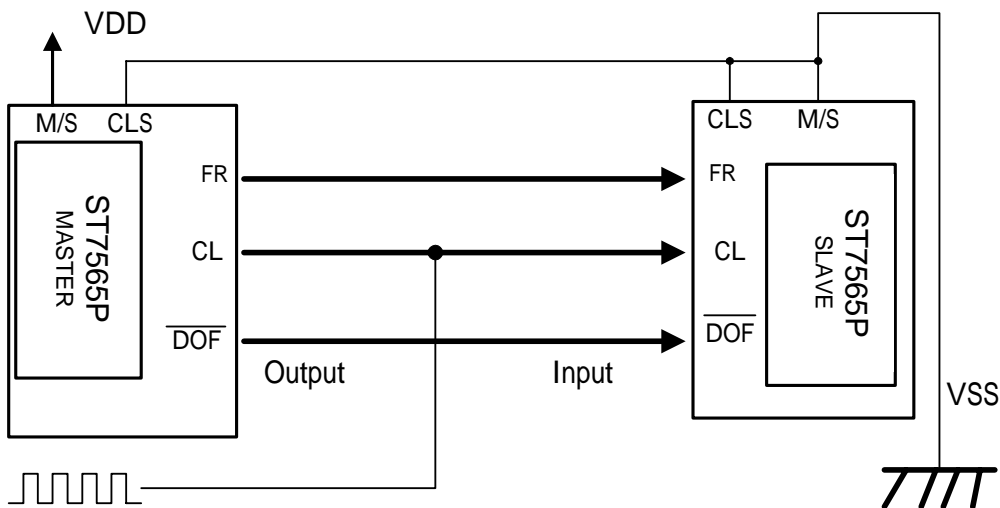 VDD
M/S CLS
CLS M/S
FR
FR
ST7565P
MASTER
CL
CL
ST7565P
SLAVE
DOF
DOF
Output
Input
VSS